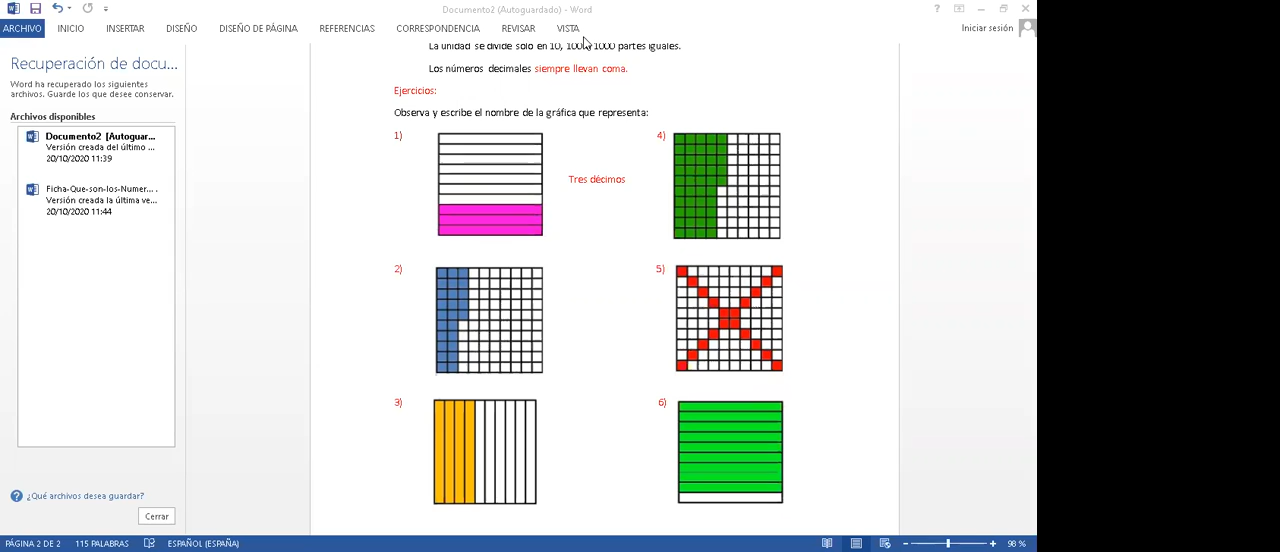 Documento2 (Autoguardado) - Word
ARCHIVO INICIO INSERTAR DISEÑO DISEÑO DE PÁGINA REFERENCIAS CORRESPONDENCIA REVISAR VISTA Iniciar sesión
Recuperación de docu...
Word ha recuperado los siguientes
archivos. Guarde los que desee conservar.
Archivos disponibles
Documento2 [Autoguar...
Versión creada del último ...
20/10/2020 11:39
Ficha-Que-son-los-Numer... .
Versión creada la última ve...
20/10/2020 11:44
¿Qué archivos desea guardar?
Cerrar
La unidad se divide solo en 10, 100 1000 partes iguales.
Los números decimales siempre llevan coma.
Ejercicios:
Observa y escribe el nombre de la gráfica que representa:
1) 4)
Tres décimos
2) 5)
3) 6)
PÁGINA 2 DE 2 115 PALABRAS ESPAÑOL (ESPAÑA) 98 %